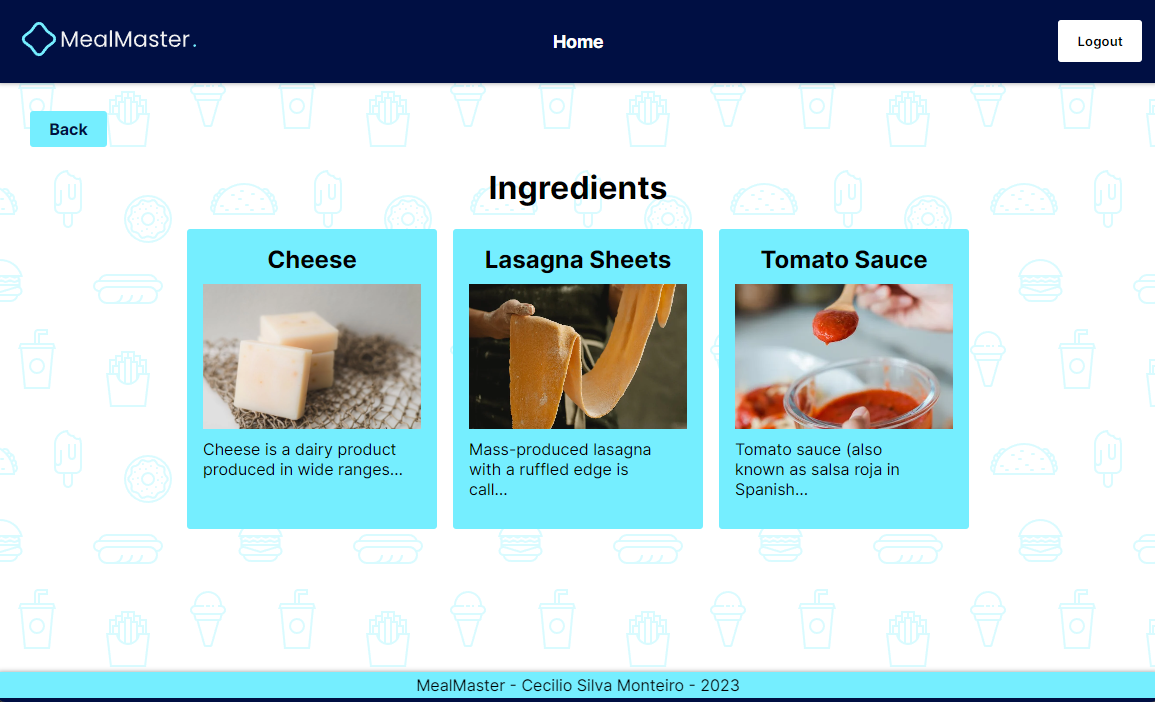 MealMaster.
Home
Logout
Back
Ingredients
Cheese
Cheese is a dairy product
produced in wide ranges...
Lasagna Sheets
Mass-produced lasagna
with a ruffled edge is
call...
Tomato Sauce
Tomato sauce (also
known as salsa roja in
Spanish...
MealMaster - Cecilio Silva Monteiro - 2023